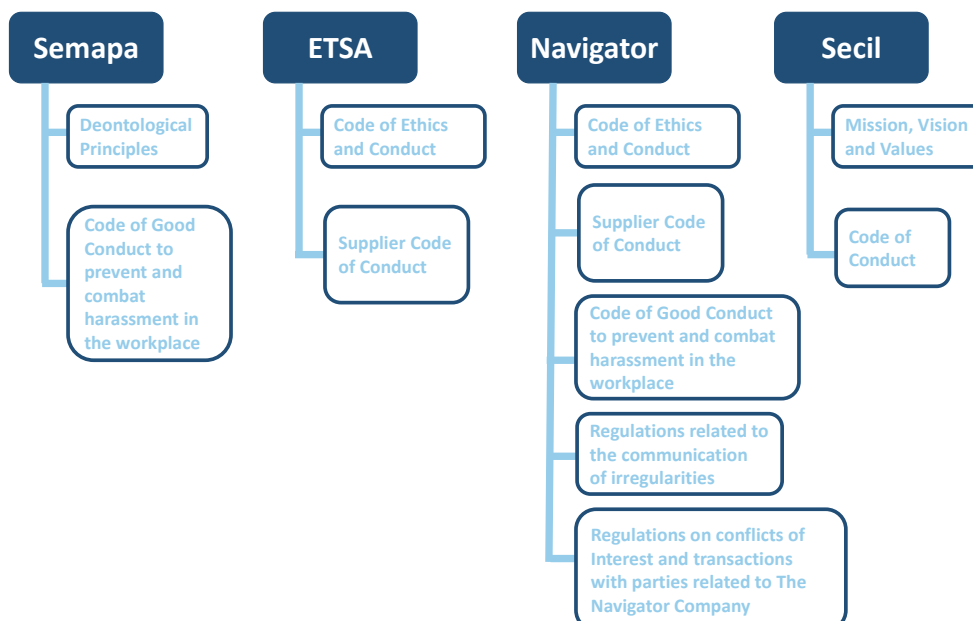 Semapa
Deontological
Principles
Code of Good
Conduct to
prevent and
combat
harassment in
the workplace
ETSA
Code of Ethics
and Conduct
Supplier Code
of Conduct
Navigator
Code of Ethics
and Conduct
Supplier Code
of Conduct
Code of Good Conduct
to prevent and combat
harassment in the
workplace
Regulations related to
the communication
of irregularities
Regulations on conflicts of
Interest and transactions
with parties related to The
Navigator Company
Secil
Mission, Vision
and Values
Code of
Conduct